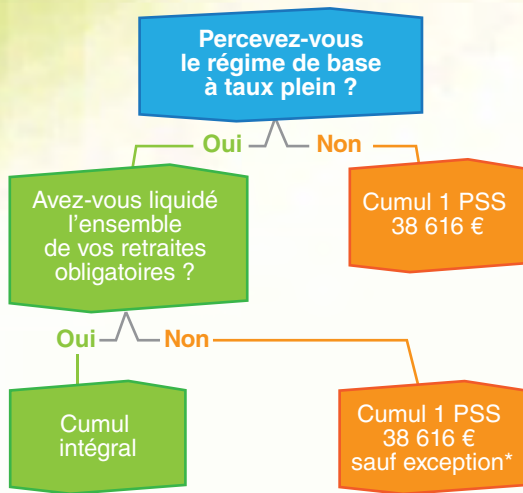 Percevez-vous
le régime de base
à taux plein ?
Oui
Non
Avez-vous liquidé
l'ensemble
de vos retraites
obligatoires ?
Cumul 1 PSS
38 616 €
Oui
Non
Cumul
intégral
Cumul 1 PSS
38 616 €
sauf exception*